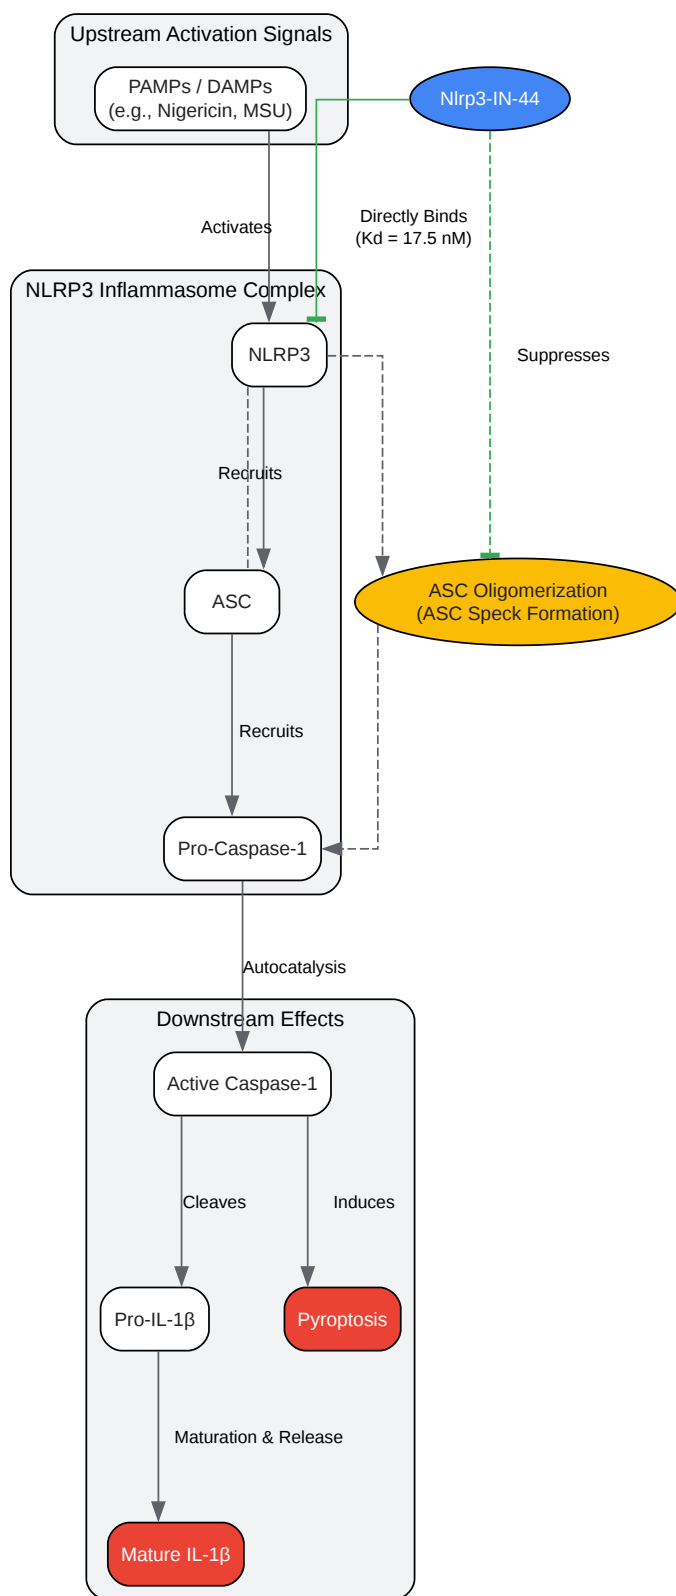 Upstream Activation Signals
PAMPs / DAMPs
(e.g., Nigericin, MSU)
Nlrp3-IN-44
Activates
Directly Binds
(Kd = 17.5 nM)
NLRP3 Inflammasome Complex
NLRP3
Suppresses
Recruits
ASC
ASC Oligomerization
(ASC Speck Formation)
Recruits
Pro-Caspase-1
Autocatalysis
Downstream Effects
Active Caspase-1
Cleaves
Induces
Pro-IL-1β
Pyroptosis
Maturation & Release
Mature IL-1β